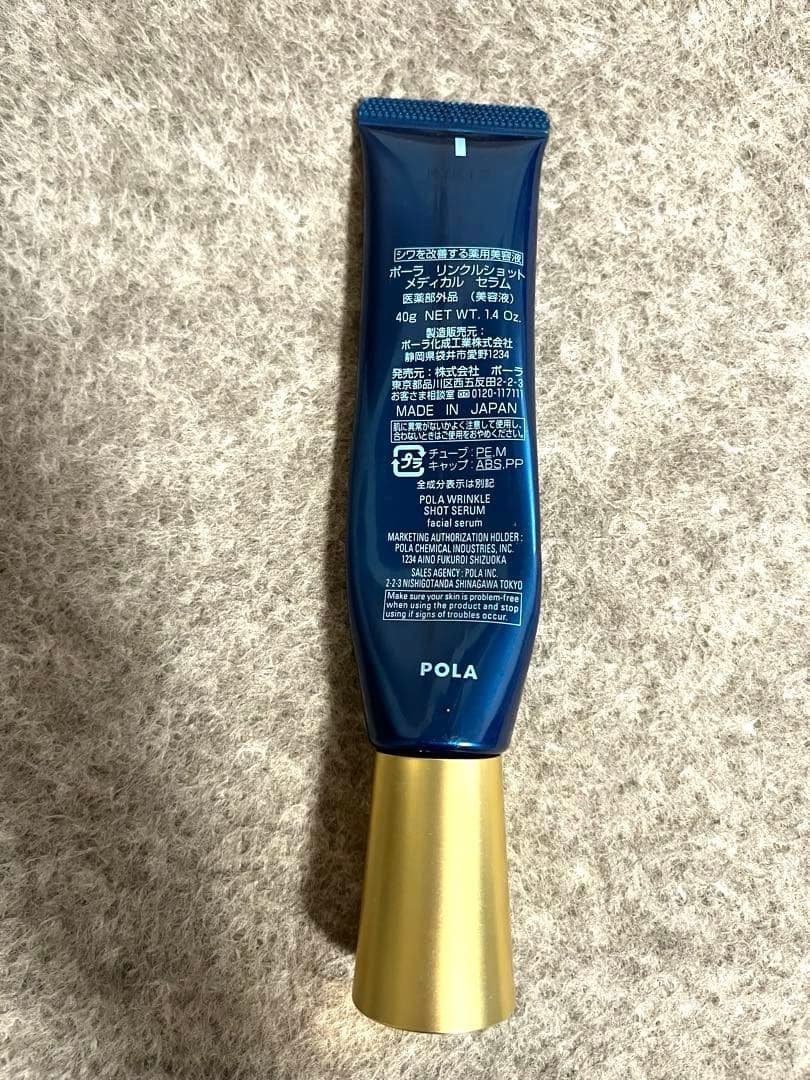 シワを改善する薬用美容液
ポーラ リンクルショット
メディカル セラム
医薬部外品 (美容液)
40g NET WT. 1.4 Oz.
製造販売元:
ポーラ化成工業株式会社
静岡県袋井市愛野1234
発売元:株式会社 ポーラ
東京都品川区西五反田2-2-3
お客さま相談室 0120-117111
MADE IN JAPAN
肌に異常がないかよく注意して使用し、
合わないときはご使用をおやめください。
プラ チューブ:PE,M
キャップ:ABS,PP
全成分表示は別記
POLA WRINKLE
SHOT SERUM
facial serum
MARKETING AUTHORIZATION HOLDER :
POLA CHEMICAL INDUSTRIES, INC.
1234 AINO FUKUROI SHIZUOKA
SALES AGENCY : POLA INC.
2-2-3 NISHIGOTANDA SHINAGAWA TOKYO
Make sure your skin is problem-free
when using the product and stop
using if signs of troubles occur.
POLA